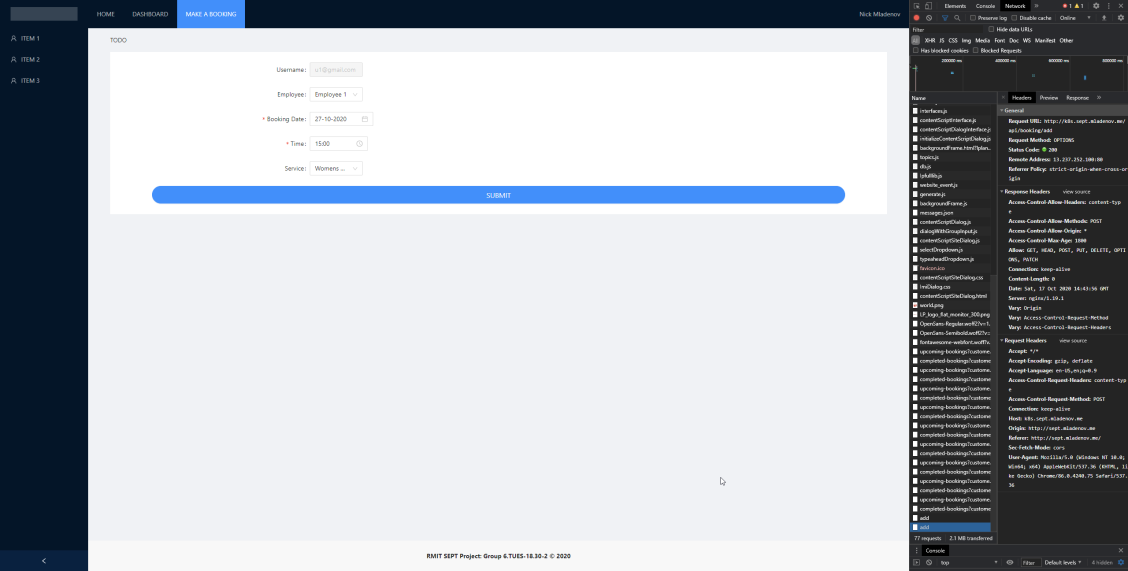 HOME
DASHBOARD
MAKE A BOOKING
Nick Mladenov
ITEM 1
ITEM 2
ITEM 3
TODO
Username: u1@gmail.com
Employee: Employee 1
* Booking Date: 27-10-2020
* Time: 15:00
Service: Womens ...
SUBMIT
RMIT SEPT Project: Group 6.TUES-18.30-2 © 2020
Elements Console Network » 1 1
Preserve log Disable cache Online
Filter Hide data URLs
All XHR JS CSS Img Media Font Doc WS Manifest Other
Has blocked cookies Blocked Requests
200000 ms 400000 ms 600000 ms 800000 ms
Name
interfaces.js
contentScriptInterface.js
contentScriptDialogInterface.js
initializeContentScriptDialog.js
backgroundFrame.html?plan...
topics.js
db.js
lpfulllib.js
website_event.js
generate.js
backgroundFrame.js
messages.json
contentScriptDialog.js
dialogWithGroupInput.js
contentScriptSiteDialog.js
selectDropdown.js
typeaheadDropdown.js
favicon.ico
contentScriptSiteDialog.css
lmiDialog.css
contentScriptSiteDialog.html
world.png
LP_logo_flat_monitor_300.png
OpenSans-Regular.woff2?v=1.
OpenSans-Semibold.woff2?v=
fontawesome-webfont.woff?v.
upcoming-bookings?custome.
completed-bookings?custome
upcoming-bookings?custome.
completed-bookings?custome
upcoming-bookings?custome.
completed-bookings?custome
upcoming-bookings?custome.
completed-bookings?custome
upcoming-bookings?custome.
completed-bookings?custome
upcoming-bookings?custome.
completed-bookings?custome
upcoming-bookings?custome.
completed-bookings?custome
upcoming-bookings?custome.
completed-bookings?custome
upcoming-bookings?custome.
completed-bookings?custome
add
add
77 requests 2.1 MB transferred
Headers Preview Response »
General
Request URL: http://k8s.sept.mladenov.me/
api/booking/add
Request Method: OPTIONS
Status Code: 200
Remote Address: 13.237.252.100:80
Referrer Policy: strict-origin-when-cross-or
igin
Response Headers view source
Access-Control-Allow-Headers: content-typ
e
Access-Control-Allow-Methods: POST
Access-Control-Allow-Origin: *
Access-Control-Max-Age: 1800
Allow: GET, HEAD, POST, PUT, DELETE, OPTI
ONS, PATCH
Connection: keep-alive
Content-Length: 0
Date: Sat, 17 Oct 2020 14:43:56 GMT
Server: nginx/1.19.1
Vary: Origin
Vary: Access-Control-Request-Method
Vary: Access-Control-Request-Headers
Request Headers view source
Accept: */*
Accept-Encoding: gzip, deflate
Accept-Language: en-US,en;q=0.9
Access-Control-Request-Headers: content-typ
e
Access-Control-Request-Method: POST
Connection: keep-alive
Host: k8s.sept.mladenov.me
Origin: http://sept.mladenov.me
Referer: http://sept.mladenov.me/
Sec-Fetch-Mode: cors
User-Agent: Mozilla/5.0 (Windows NT 10.0;
Win64; x64) AppleWebKit/537.36 (KHTML, li
ke Gecko) Chrome/86.0.4240.75 Safari/537.
36
Console
top Filter Default levels 4 hidden